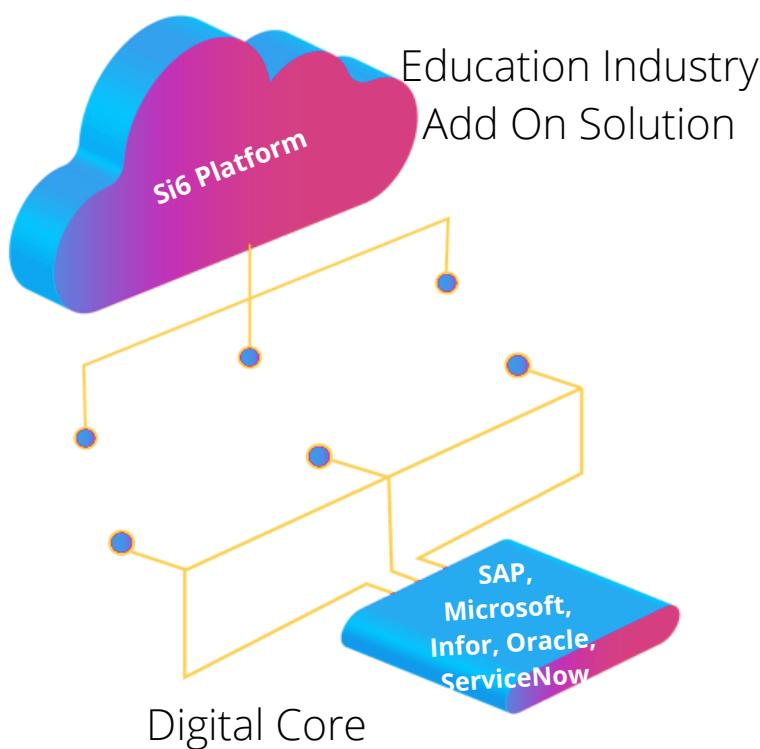 Education Industry
Add On Solution
Si6 Platform
SAP,
Microsoft,
Infor, Oracle,
ServiceNow
Digital Core